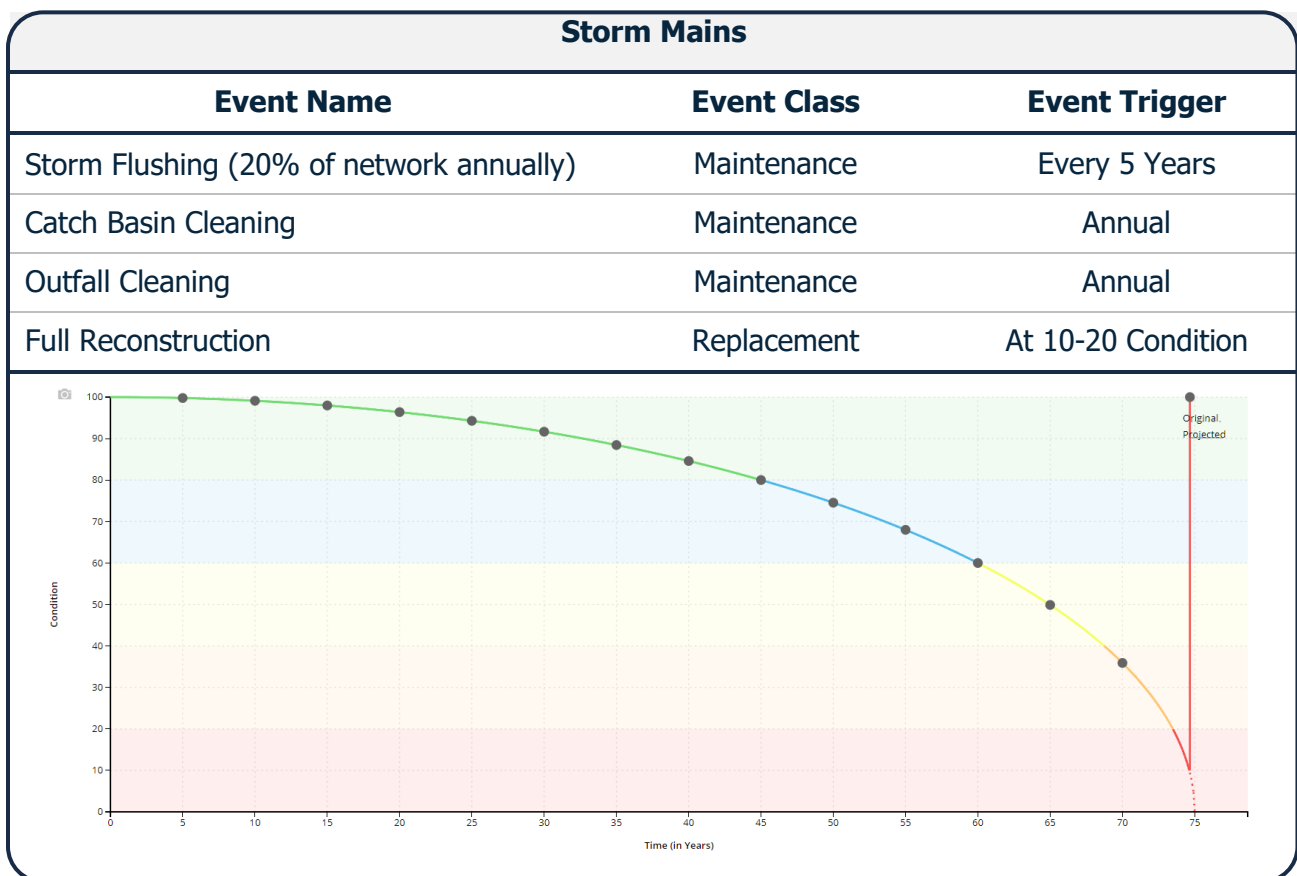 Storm Mains
Event Name Event Class Event Trigger
Storm Flushing (20% of network annually) Maintenance Every 5 Years
Catch Basin Cleaning Maintenance Annual
Outfall Cleaning Maintenance Annual
Full Reconstruction Replacement At 10-20 Condition
100
Original.
Projected
90
80
70
60
50
40
30
20
10
0
Condition
0 5 10 15 20 25 30 35 40 45 50 55 60 65 70 75
Time (in Years)